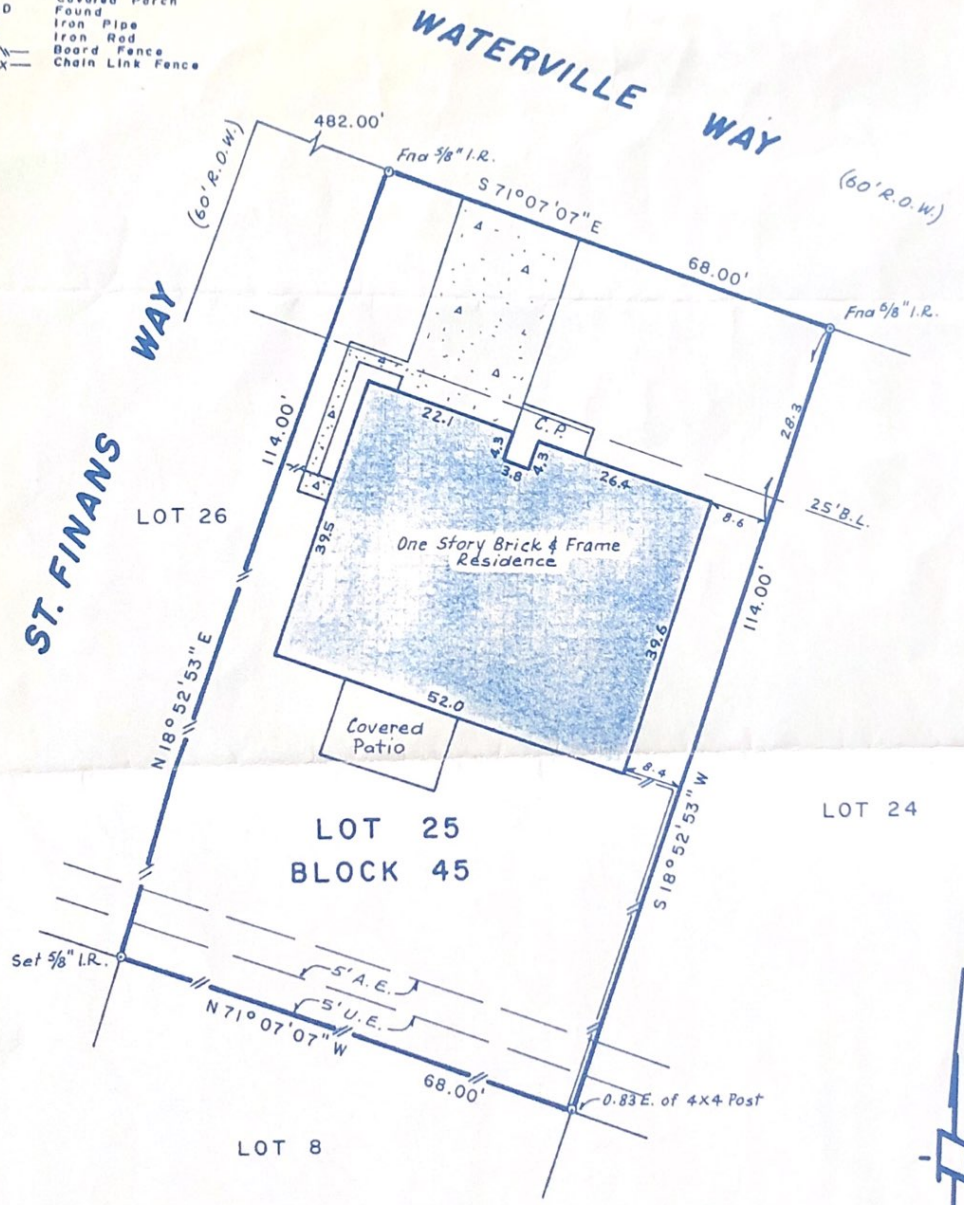 Covered Porch
D Found
Iron Pipe
Iron Rod
Board Fence
X Chain Link Fence
WATERVILLE WAY
(60' R.O.W.)
482.00'
(60' R.O.W.)
Fnd 5/8" I.R.
S 71°07'07" E
68.00'
Fnd 5/8" I.R.
ST. FINANS WAY
114.00'
28.3
22.1
C.P.
4.3
3.8
4.3
26.4
8.6
25' B.L.
LOT 26
39.5
One Story Brick & Frame
Residence
114.00'
39.6
N 18°52'53" E
52.0
Covered
Patio
8.4
S 18°52'53" W
LOT 24
LOT 25
BLOCK 45
Set 5/8" I.R.
5' A.E.
5' U.E.
N 71°07'07" W
68.00'
0.83 E. of 4X4 Post
LOT 8